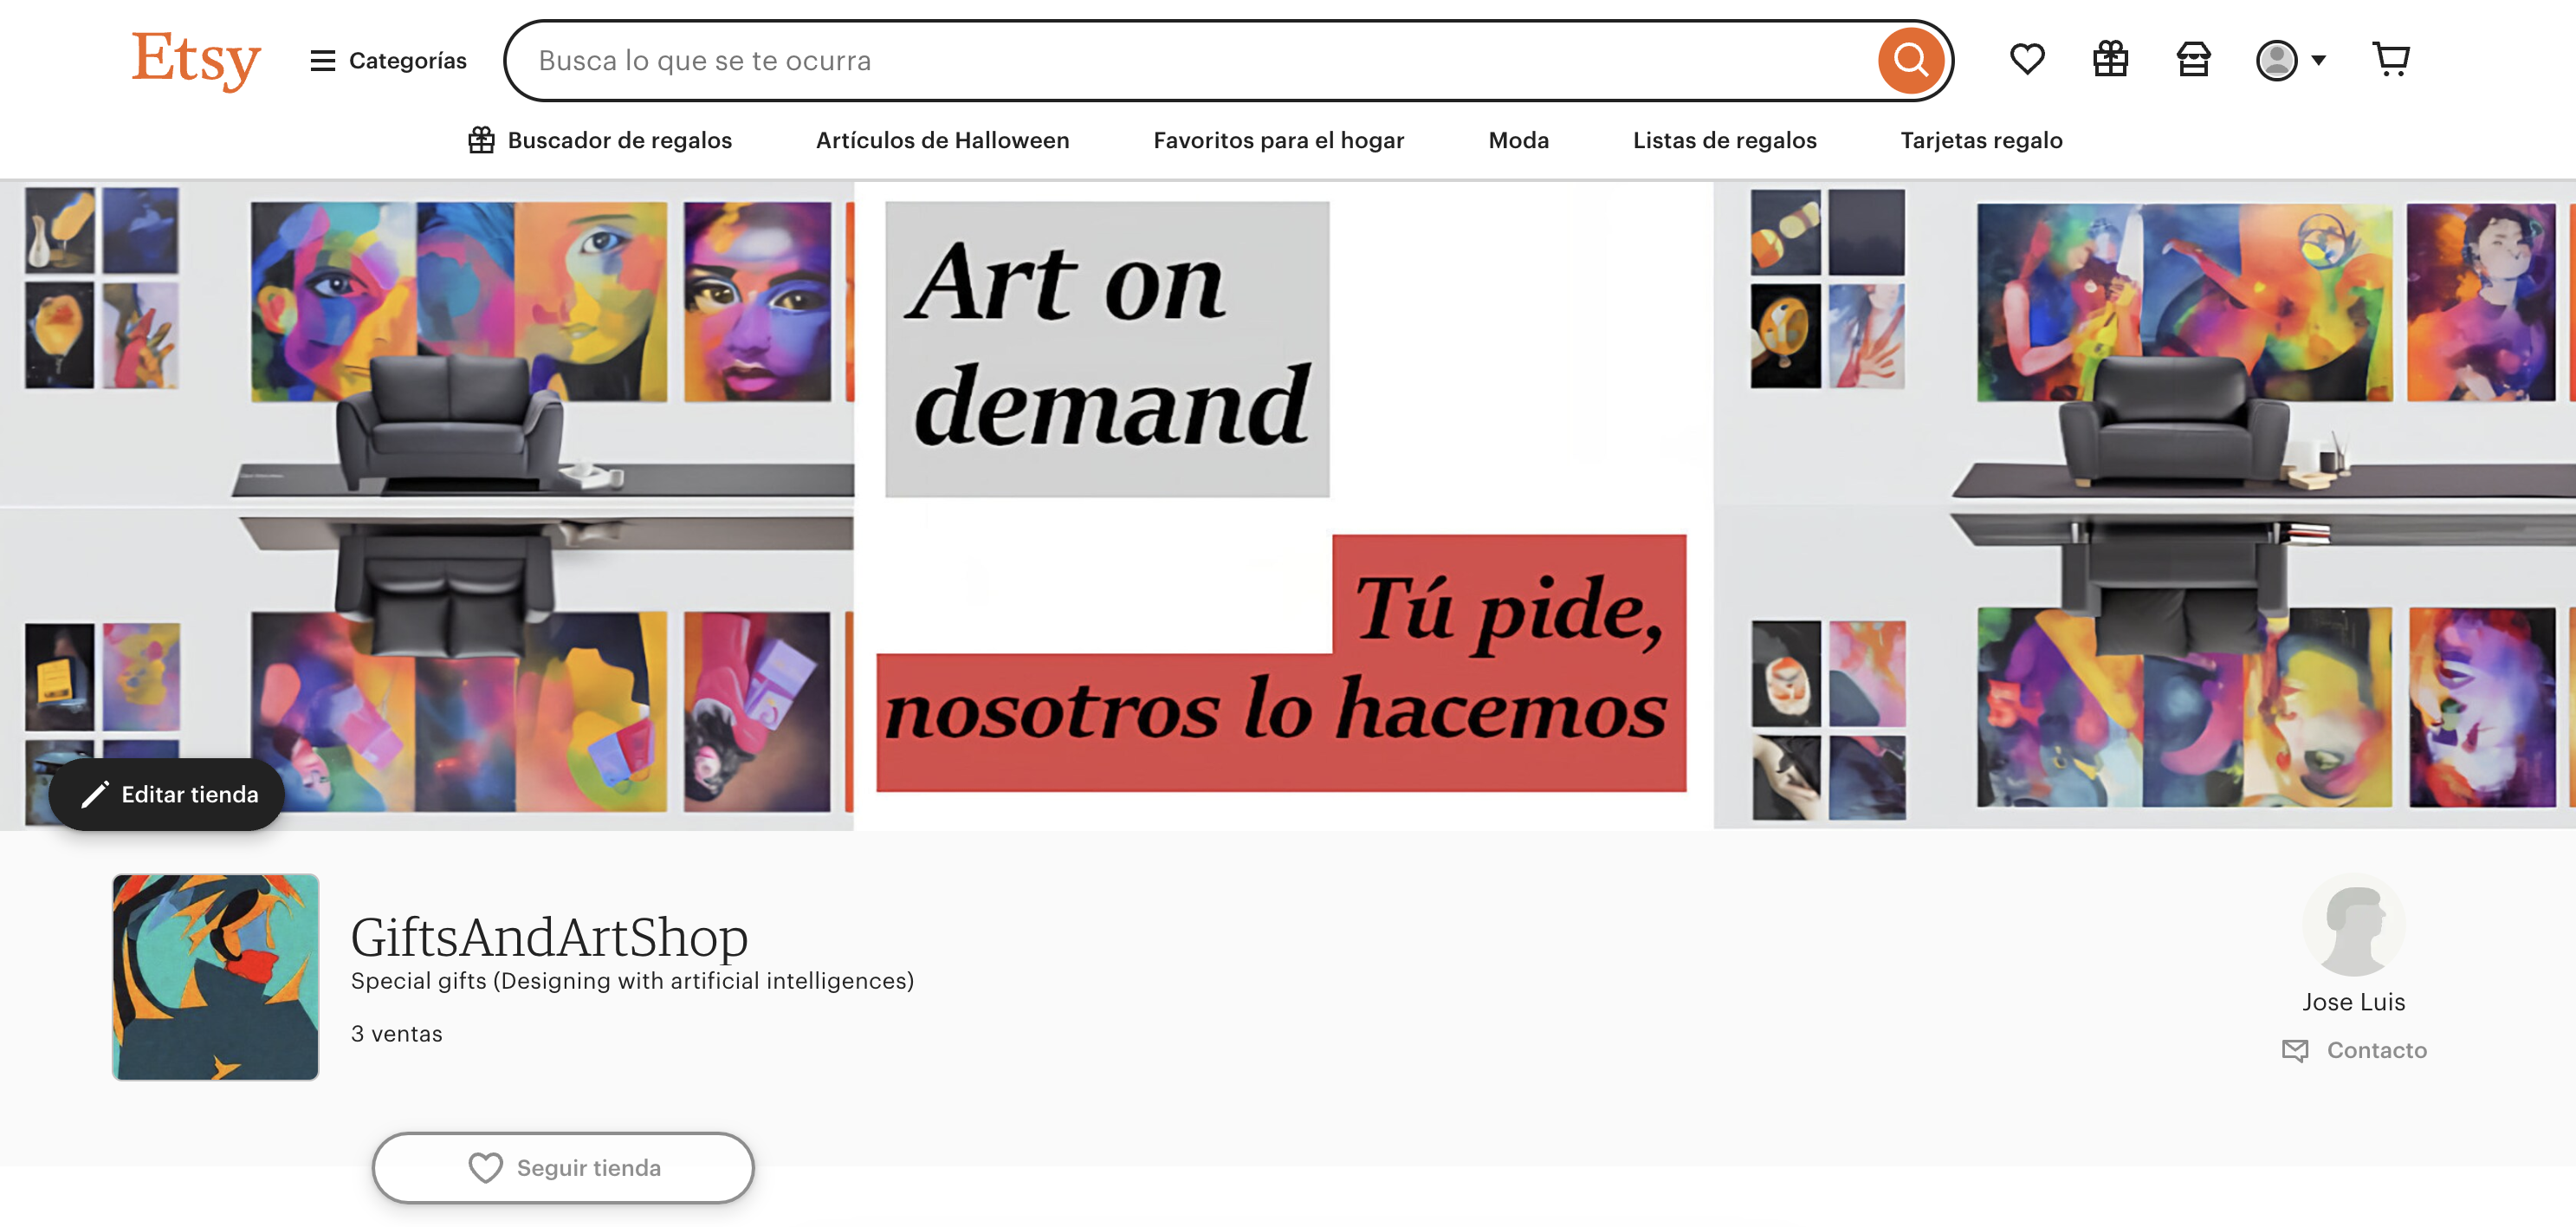 Etsy
Categorías
Busca lo que se te ocurra
Buscador de regalos
Artículos de Halloween
Favoritos para el hogar
Moda
Listas de regalos
Tarjetas regalo
Art on
demand
Tú pide,
nosotros lo hacemos
Editar tienda
GiftsAndArtShop
Special gifts (Designing with artificial intelligences)
3 ventas
Jose Luis
Contacto
Seguir tienda